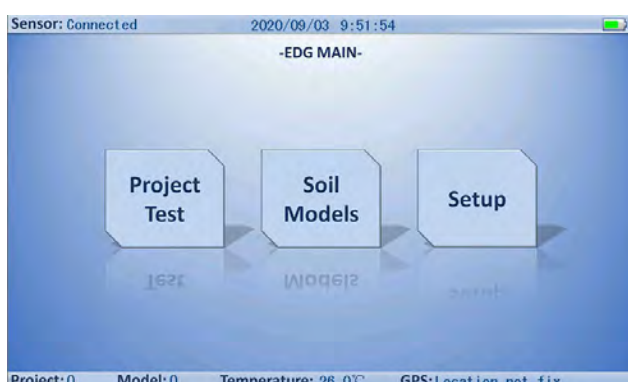 Sensor: Connected 2020/09/03 9:51:54
-EDG MAIN-
Project Test
Soil Models
Setup
Project: 0 Model: 0 Temperature: 26.0℃ GPS: Location not fix